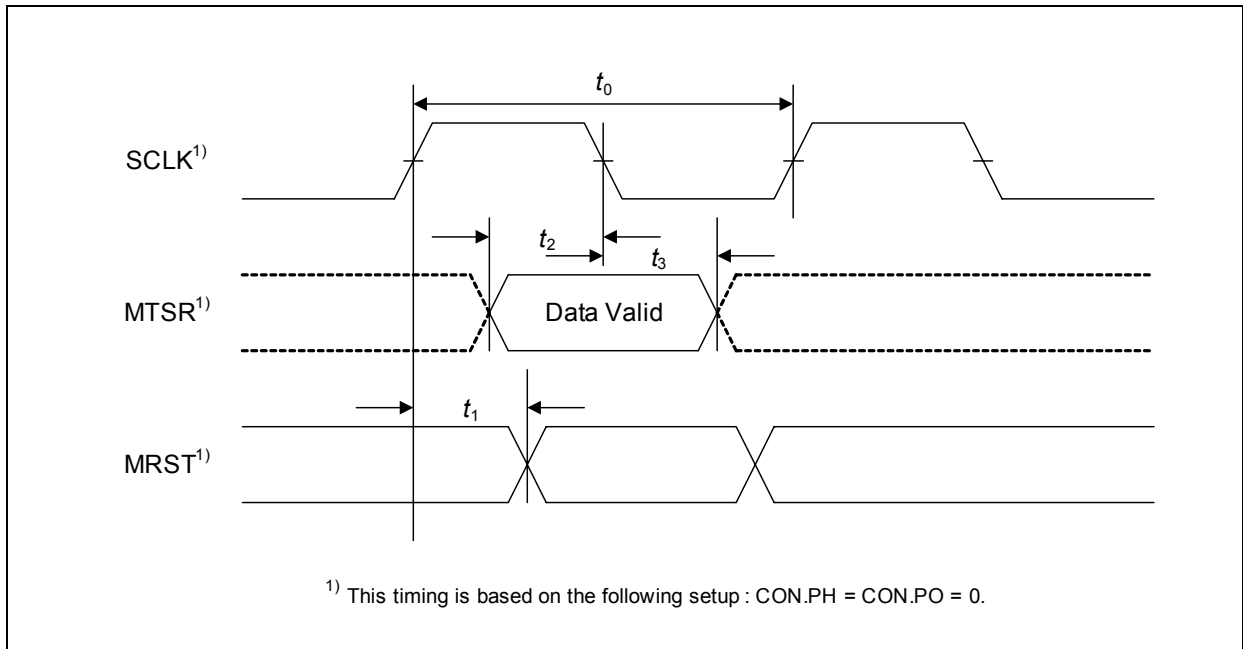 t₀
SCLK¹⁾
t₂
t₃
MTSR¹⁾
Data Valid
t₁
MRST¹⁾
¹⁾ This timing is based on the following setup : CON.PH = CON.PO = 0.